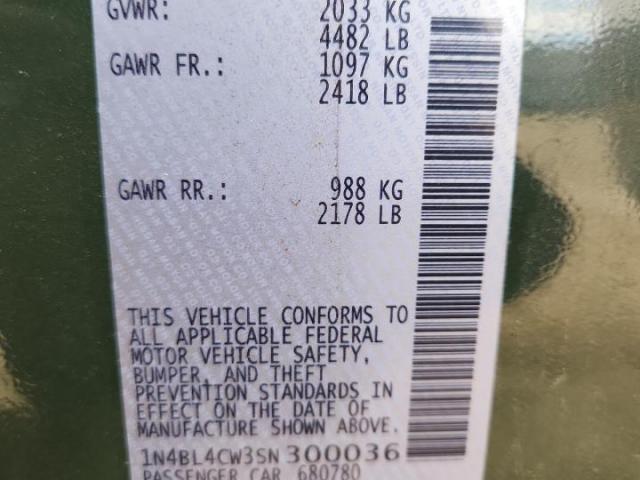 GVWR: 2033 KG
4482 LB
GAWR FR.: 1097 KG
2418 LB
GAWR RR.: 988 KG
2178 LB
THIS VEHICLE CONFORMS TO
ALL APPLICABLE FEDERAL
MOTOR VEHICLE SAFETY,
BUMPER, AND THEFT
PREVENTION STANDARDS IN
EFFECT ON THE DATE OF
MANUFACTURE SHOWN ABOVE.
1N4BL4CW3SN300036
PASSENGER CAR 680780